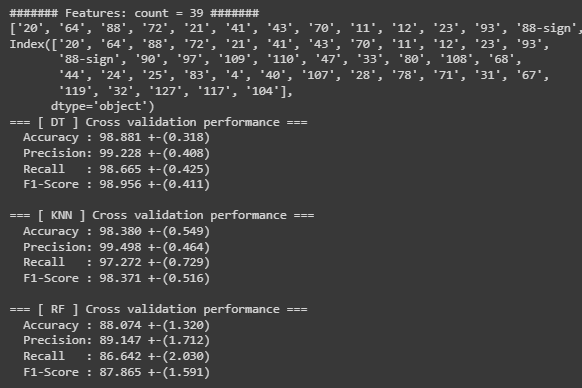 ####### Features: count = 39 #######
['20', '64', '88', '72', '21', '41', '43', '70', '11', '12', '23', '93', '88-sign',
Index(['20', '64', '88', '72', '21', '41', '43', '70', '11', '12', '23', '93',
'88-sign', '90', '97', '109', '110', '47', '33', '80', '108', '68',
'44', '24', '25', '83', '4', '40', '107', '28', '78', '71', '31', '67',
'119', '32', '127', '117', '104'],
dtype='object')
=== [ DT ] Cross validation performance ===
Accuracy : 98.881 +-(0.318)
Precision: 99.228 +-(0.408)
Recall   : 98.665 +-(0.425)
F1-Score : 98.956 +-(0.411)
=== [ KNN ] Cross validation performance ===
Accuracy : 98.380 +-(0.549)
Precision: 99.498 +-(0.464)
Recall   : 97.272 +-(0.729)
F1-Score : 98.371 +-(0.516)
=== [ RF ] Cross validation performance ===
Accuracy : 88.074 +-(1.320)
Precision: 89.147 +-(1.712)
Recall   : 86.642 +-(2.030)
F1-Score : 87.865 +-(1.591)